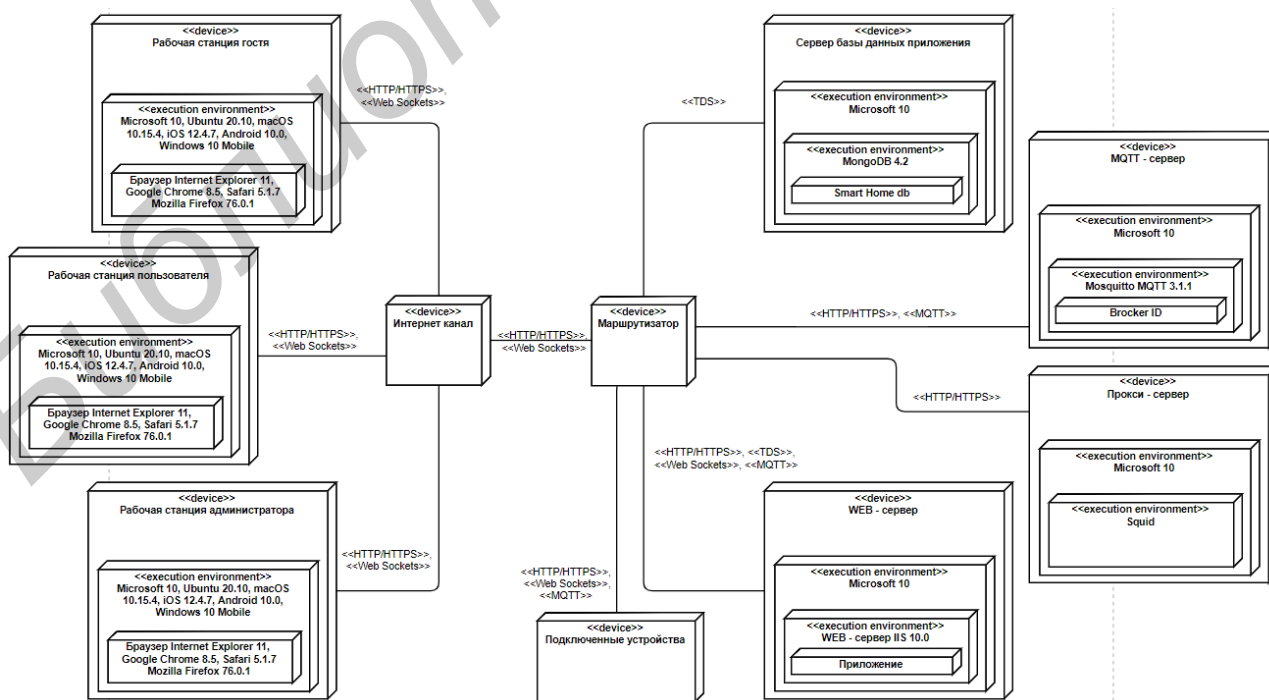 <<device>>
Рабочая станция гостя
<<execution environment>>
Microsoft 10, Ubuntu 20.10, macOS
10.15.4, iOS 12.4.7, Android 10.0,
Windows 10 Mobile
Браузер Internet Explorer 11,
Google Chrome 8.5, Safari 5.1.7
Mozilla Firefox 76.0.1
<<HTTP/HTTPS>>,
<<Web Sockets>>
<<device>>
Рабочая станция пользователя
<<execution environment>>
Microsoft 10, Ubuntu 20.10, macOS
10.15.4, iOS 12.4.7, Android 10.0,
Windows 10 Mobile
Браузер Internet Explorer 11,
Google Chrome 8.5, Safari 5.1.7
Mozilla Firefox 76.0.1
<<HTTP/HTTPS>>,
<<Web Sockets>>
<<device>>
Рабочая станция администратора
<<execution environment>>
Microsoft 10, Ubuntu 20.10, macOS
10.15.4, iOS 12.4.7, Android 10.0,
Windows 10 Mobile
Браузер Internet Explorer 11,
Google Chrome 8.5, Safari 5.1.7
Mozilla Firefox 76.0.1
<<HTTP/HTTPS>>,
<<Web Sockets>>
<<device>>
Интернет канал
<<HTTP/HTTPS>>,
<<Web Sockets>>
<<device>>
Маршрутизатор
<<TDS>>
<<device>>
Сервер базы данных приложения
<<execution environment>>
Microsoft 10
<<execution environment>>
MongoDB 4.2
Smart Home db
<<HTTP/HTTPS>>, <<MQTT>>
<<device>>
MQTT - сервер
<<execution environment>>
Microsoft 10
<<execution environment>>
Mosquitto MQTT 3.1.1
Brocker ID
<<HTTP/HTTPS>>
<<device>>
Прокси - сервер
<<execution environment>>
Microsoft 10
<<execution environment>>
Squid
<<HTTP/HTTPS>>, <<TDS>>,
<<Web Sockets>>, <<MQTT>>
<<device>>
WEB - сервер
<<execution environment>>
Microsoft 10
<<execution environment>>
WEB - сервер IIS 10.0
Приложение
<<HTTP/HTTPS>>,
<<Web Sockets>>,
<<MQTT>>
<<device>>
Подключенные устройства